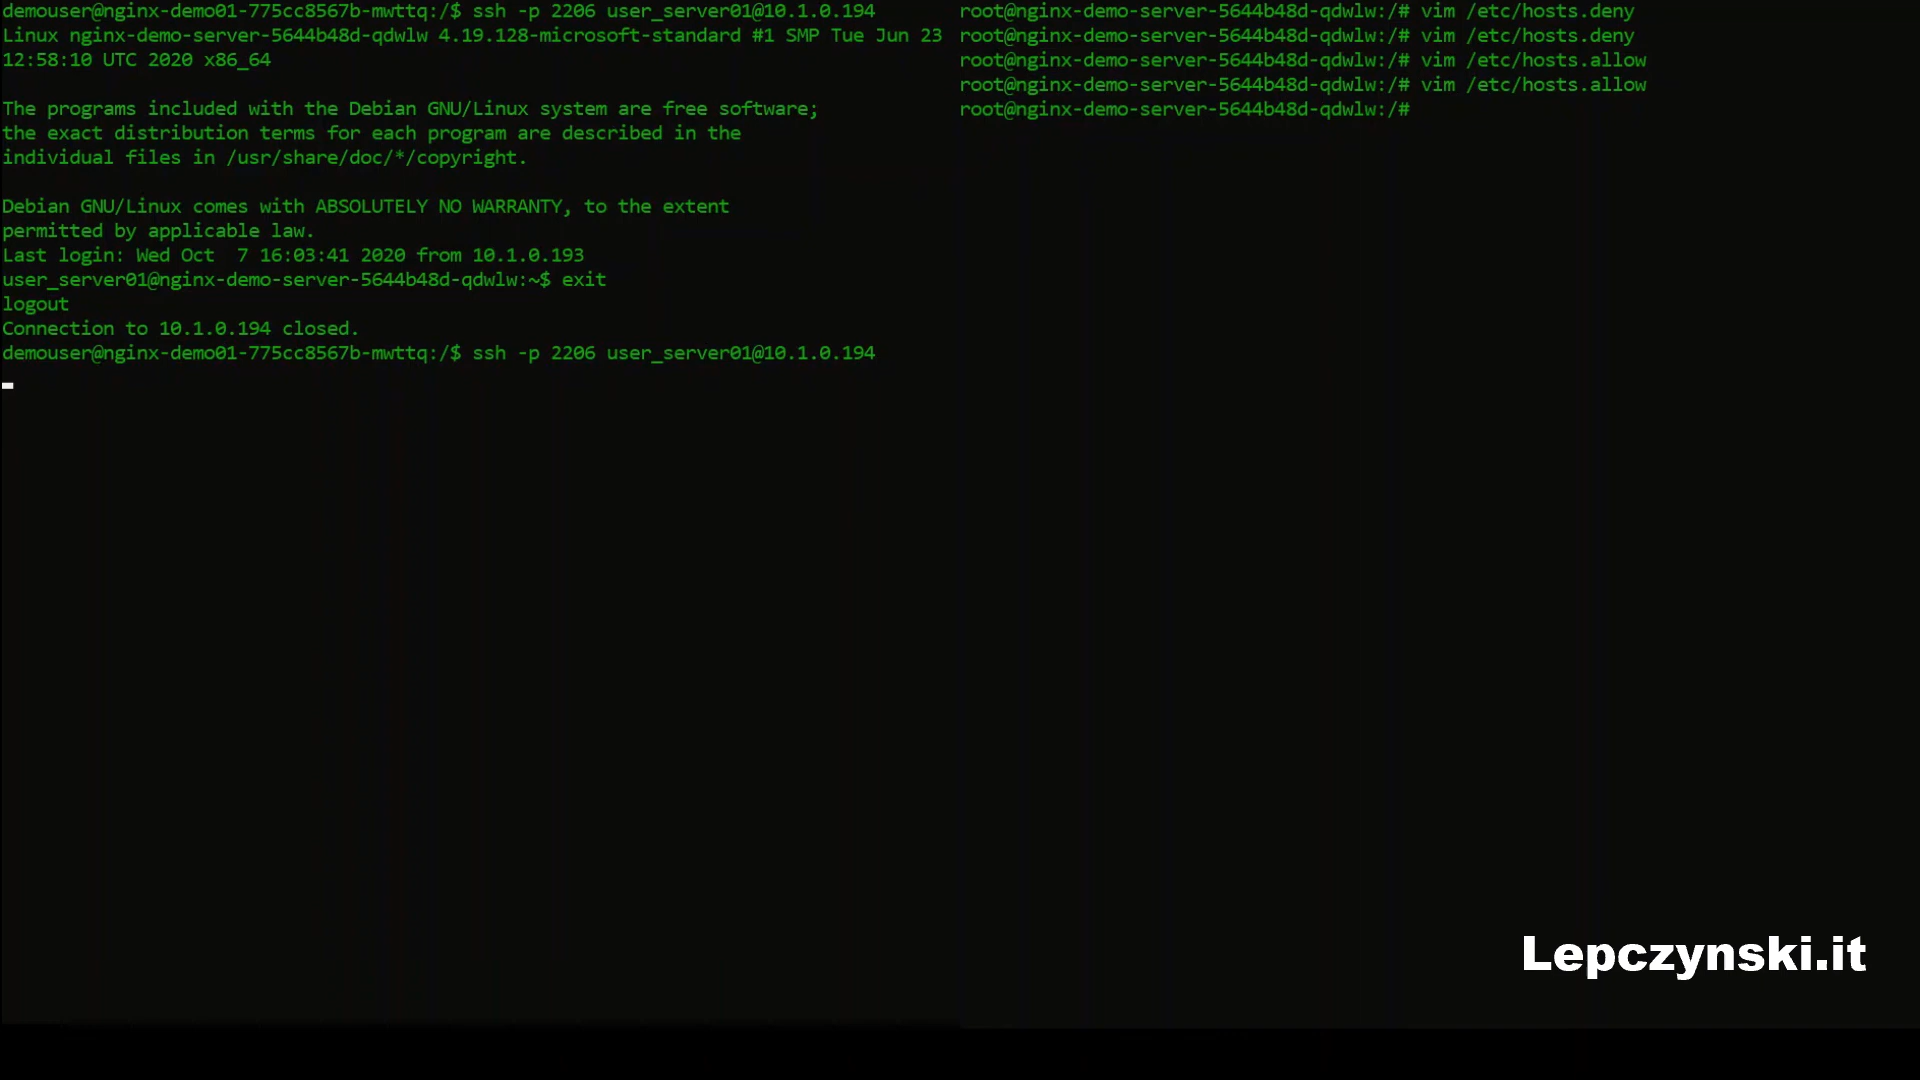 demouser@nginx-demo01-775cc8567b-mwttq:/$ ssh -p 2206 user_server01@10.1.0.194
Linux nginx-demo-server-5644b48d-qdwlw 4.19.128-microsoft-standard #1 SMP Tue Jun 23
12:58:10 UTC 2020 x86_64
The programs included with the Debian GNU/Linux system are free software;
the exact distribution terms for each program are described in the
individual files in /usr/share/doc/*/copyright.
Debian GNU/Linux comes with ABSOLUTELY NO WARRANTY, to the extent
permitted by applicable law.
Last login: Wed Oct  7 16:03:41 2020 from 10.1.0.193
user_server01@nginx-demo-server-5644b48d-qdwlw:~$ exit
logout
Connection to 10.1.0.194 closed.
demouser@nginx-demo01-775cc8567b-mwttq:/$ ssh -p 2206 user_server01@10.1.0.194
root@nginx-demo-server-5644b48d-qdwlw:/# vim /etc/hosts.deny
root@nginx-demo-server-5644b48d-qdwlw:/# vim /etc/hosts.deny
root@nginx-demo-server-5644b48d-qdwlw:/# vim /etc/hosts.allow
root@nginx-demo-server-5644b48d-qdwlw:/# vim /etc/hosts.allow
root@nginx-demo-server-5644b48d-qdwlw:/#
Lepczynski.it